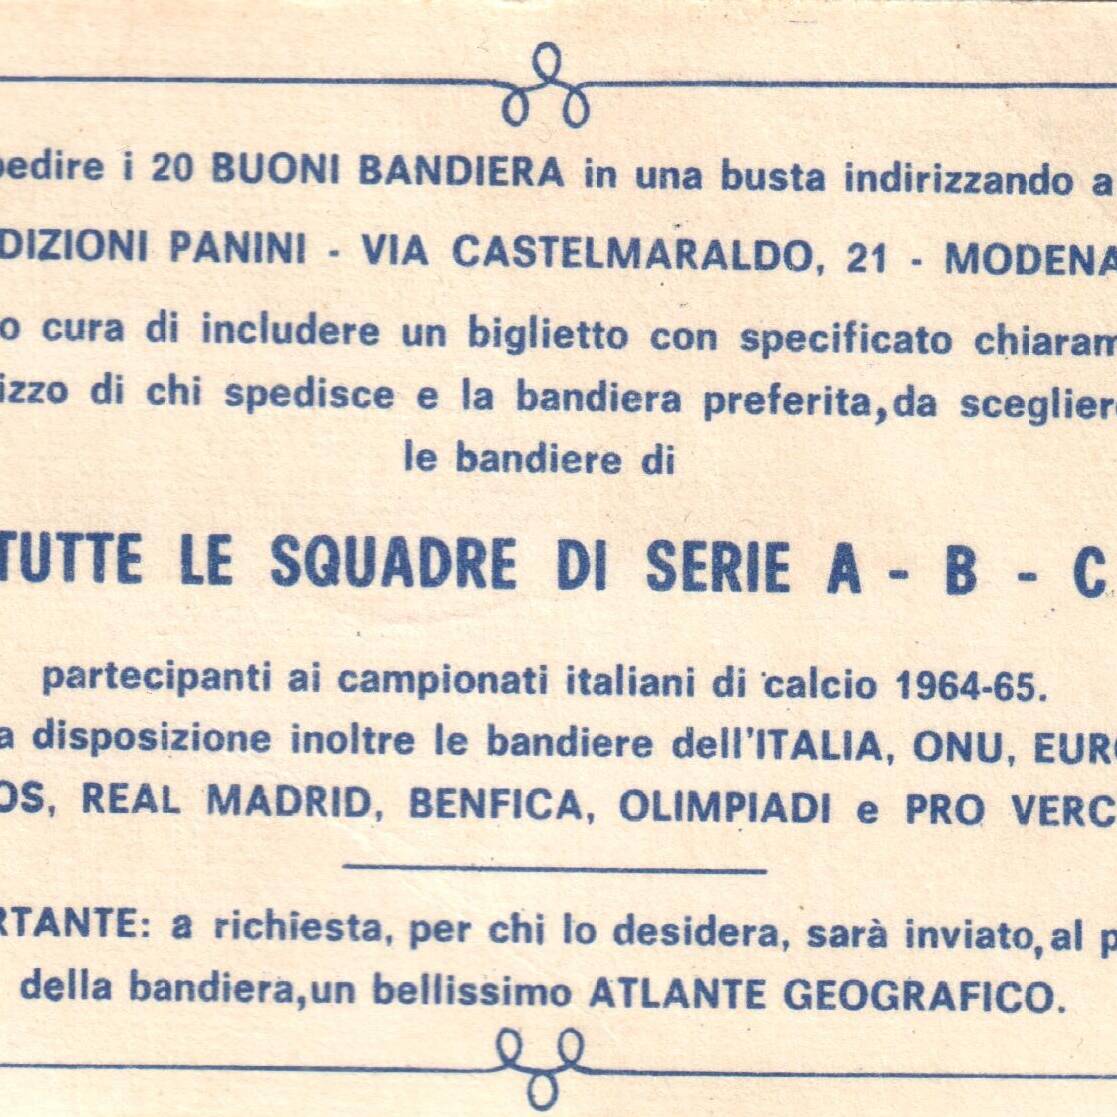 pedire i 20 BUONI BANDIERA in una busta indirizzando a
DIZIONI PANINI - VIA CASTELMARALDO, 21 - MODENA
o cura di includere un biglietto con specificato chiaram
izzo di chi spedisce e la bandiera preferita, da scegliere
le bandiere di
TUTTE LE SQUADRE DI SERIE A - B - C
partecipanti ai campionati italiani di calcio 1964-65.
a disposizione inoltre le bandiere dell'ITALIA, ONU, EURO
OS, REAL MADRID, BENFICA, OLIMPIADI e PRO VERC
RTANTE: a richiesta, per chi lo desidera, sarà inviato, al p
della bandiera, un bellissimo ATLANTE GEOGRAFICO.